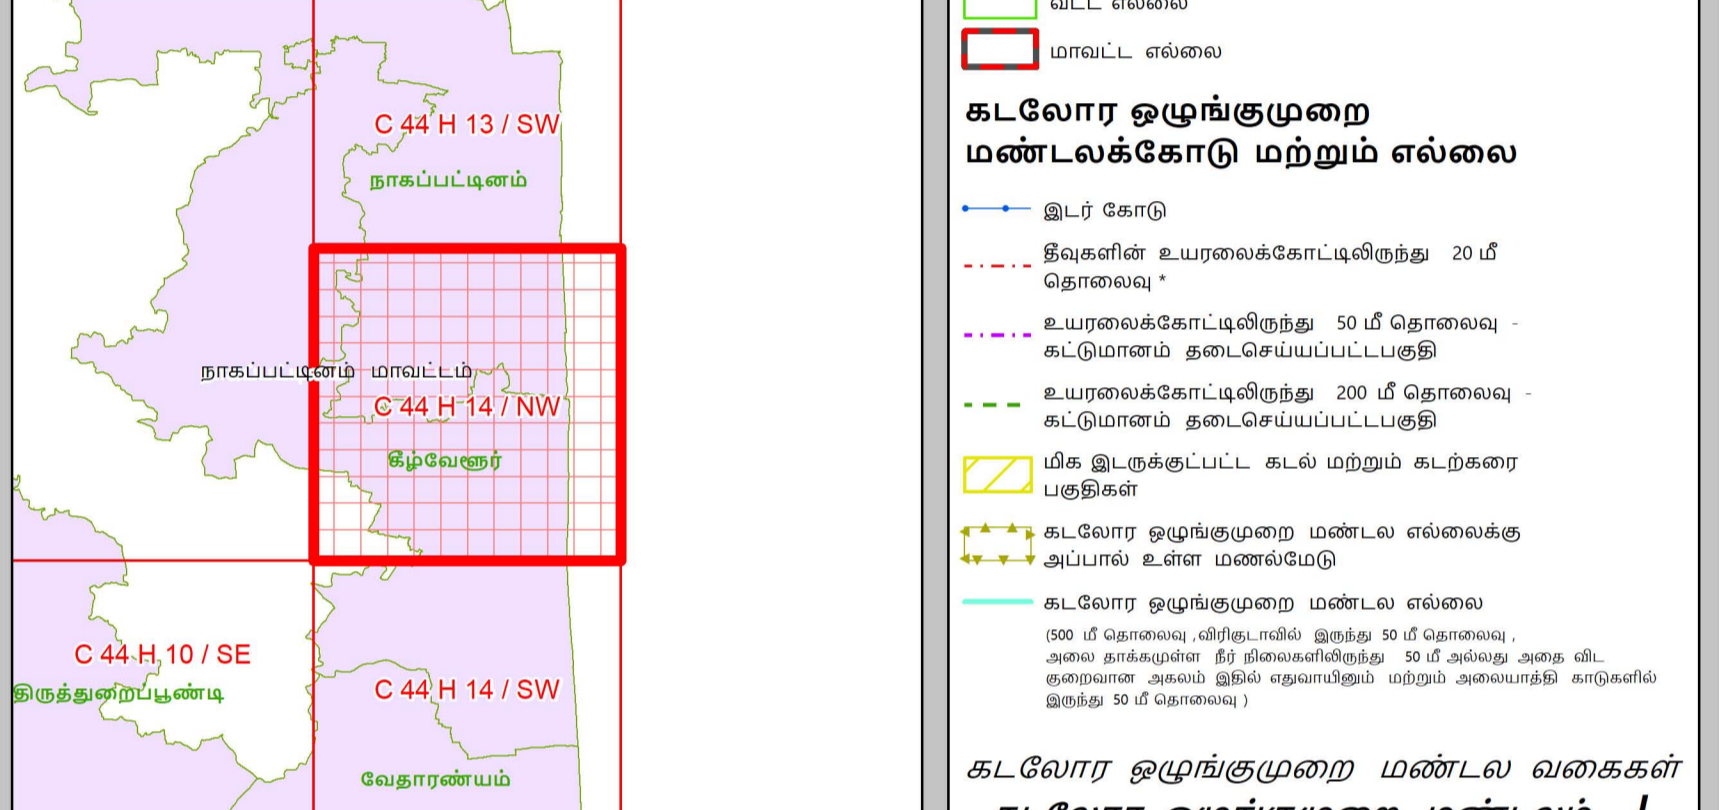 C 44 H 13 / SW
நாகப்பட்டினம்
நாகப்பட்டினம் மாவட்டம்
C 44 H 14 / NW
கீழ்வேளூர்
C 44 H 10 / SE
திருத்துறைப்பூண்டி
C 44 H 14 / SW
வேதாரண்யம்
வட்ட எல்லை
மாவட்ட எல்லை
கடலோர ஒழுங்குமுறை
மண்டலக்கோடு மற்றும் எல்லை
இடர் கோடு
தீவுகளின் உயரலைக்கோட்டிலிருந்து 20 மீ
தொலைவு *
உயரலைக்கோட்டிலிருந்து 50 மீ தொலைவு -
கட்டுமானம் தடைசெய்யப்பட்டபகுதி
உயரலைக்கோட்டிலிருந்து 200 மீ தொலைவு -
கட்டுமானம் தடைசெய்யப்பட்டபகுதி
மிக இடருக்குட்பட்ட கடல் மற்றும் கடற்கரை
பகுதிகள்
கடலோர ஒழுங்குமுறை மண்டல எல்லைக்கு
அப்பால் உள்ள மணல்மேடு
கடலோர ஒழுங்குமுறை மண்டல எல்லை
(500 மீ தொலைவு ,விரிகுடாவில் இருந்து 50 மீ தொலைவு ,
அலை தாக்கமுள்ள நீர் நிலைகளிலிருந்து 50 மீ அல்லது அதை விட
குறைவான அகலம் இதில் எதுவாயினும் மற்றும் அலையாத்தி காடுகளில்
இருந்து 50 மீ தொலைவு )
கடலோர ஒழுங்குமுறை மண்டல வகைகள்